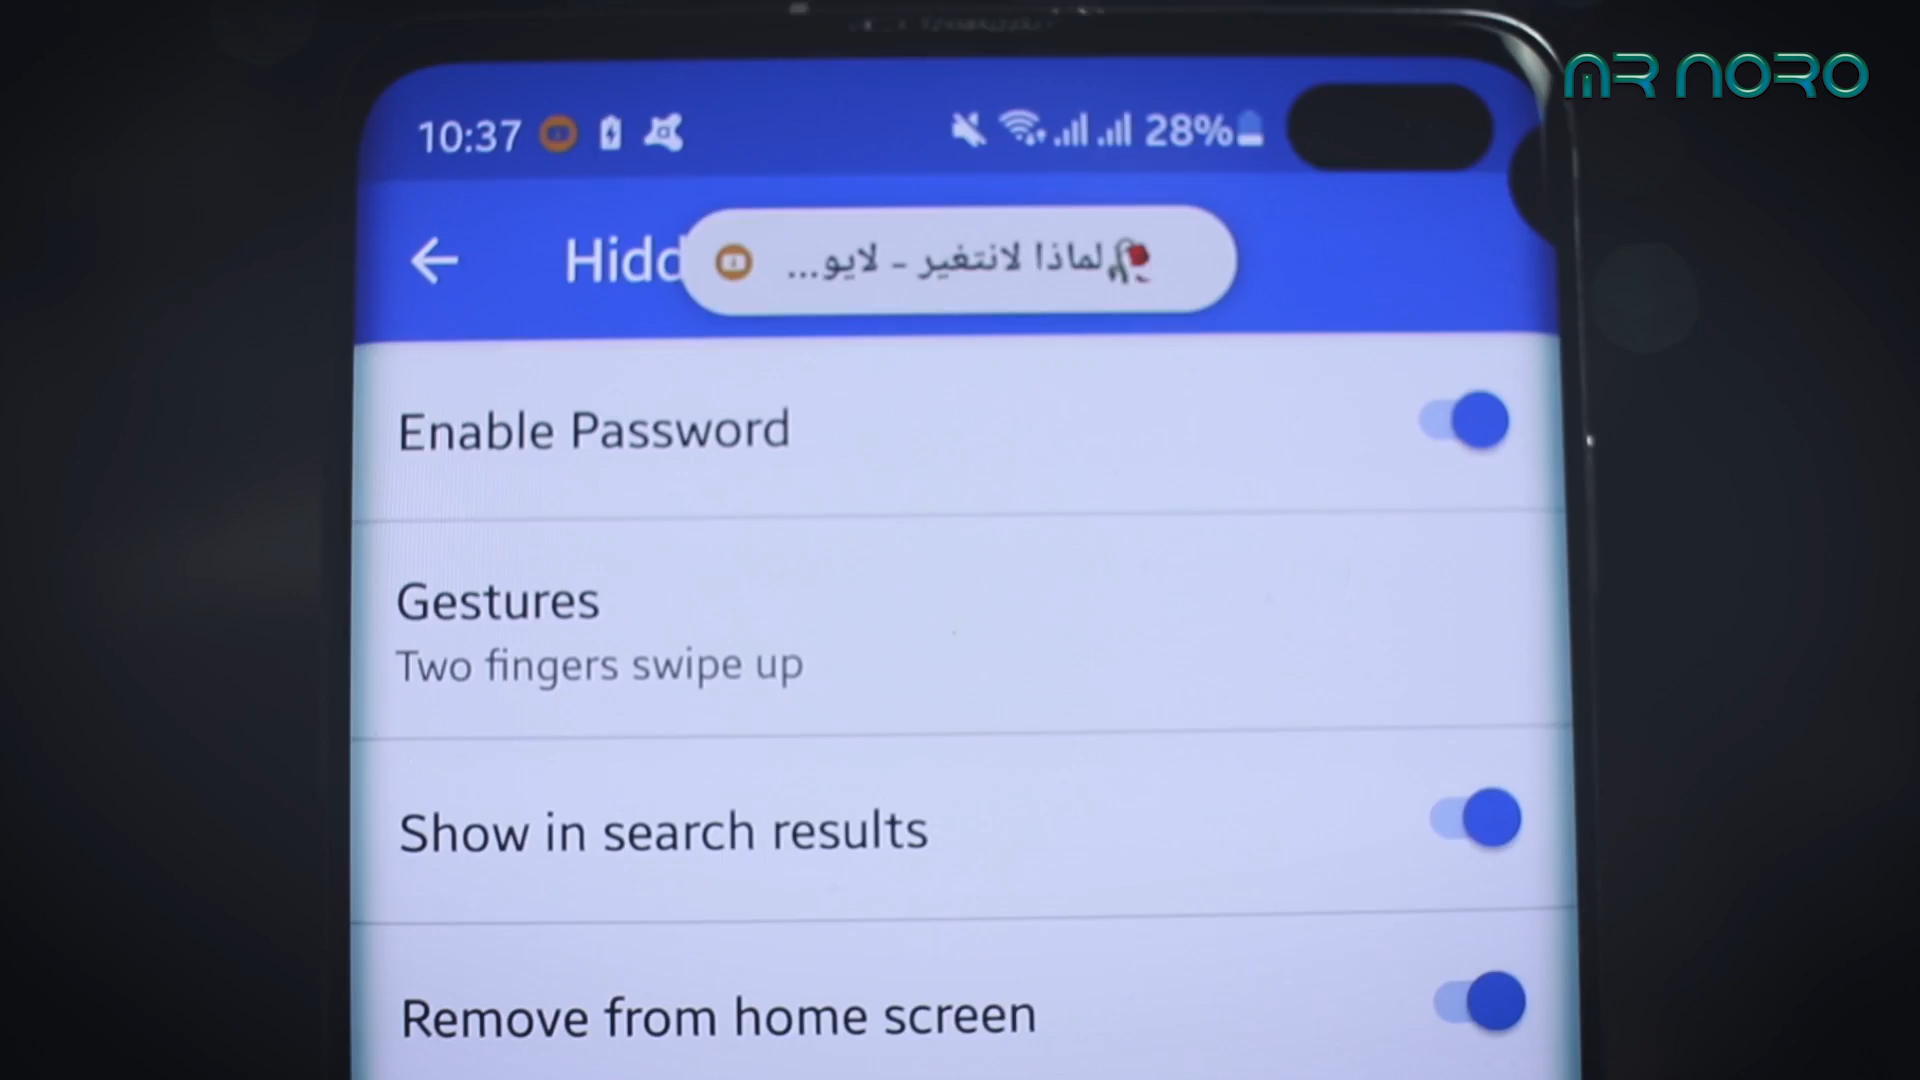 MR NORO
10:37
28%
Hidd
لماذا لانتغير - لايو...
Enable Password
Gestures
Two fingers swipe up
Show in search results
Remove from home screen